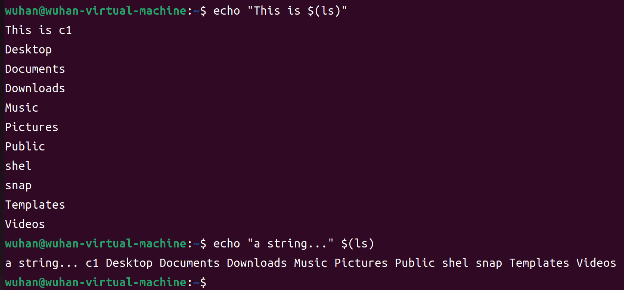 wuhan@wuhan-virtual-machine:~$ echo "This is $(ls)"
This is c1
Desktop
Documents
Downloads
Music
Pictures
Public
shel
snap
Templates
Videos
wuhan@wuhan-virtual-machine:~$ echo "a string..." $(ls)
a string... c1 Desktop Documents Downloads Music Pictures Public shel snap Templates Videos
wuhan@wuhan-virtual-machine:~$